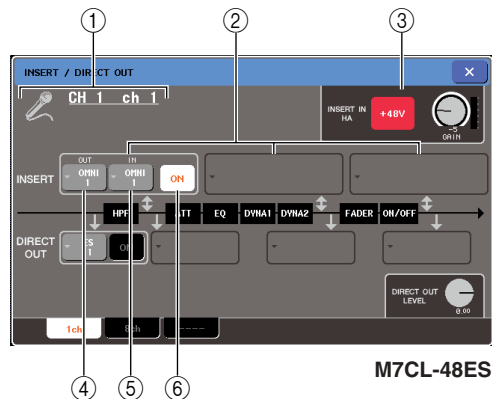 ① ② ③
INSERT / DIRECT OUT
×
CH 1 ch 1
INSERT IN
HA
+48V
-5
GAIN
OUT IN
INSERT
OMNI
1
OMNI
1
ON
HPF ATT EQ DYNA1 DYNA2 FADER ON/OFF
DIRECT
OUT
ES
1
ON
DIRECT OUT
LEVEL
0.00
1ch 8ch ----
M7CL-48ES
④ ⑤ ⑥